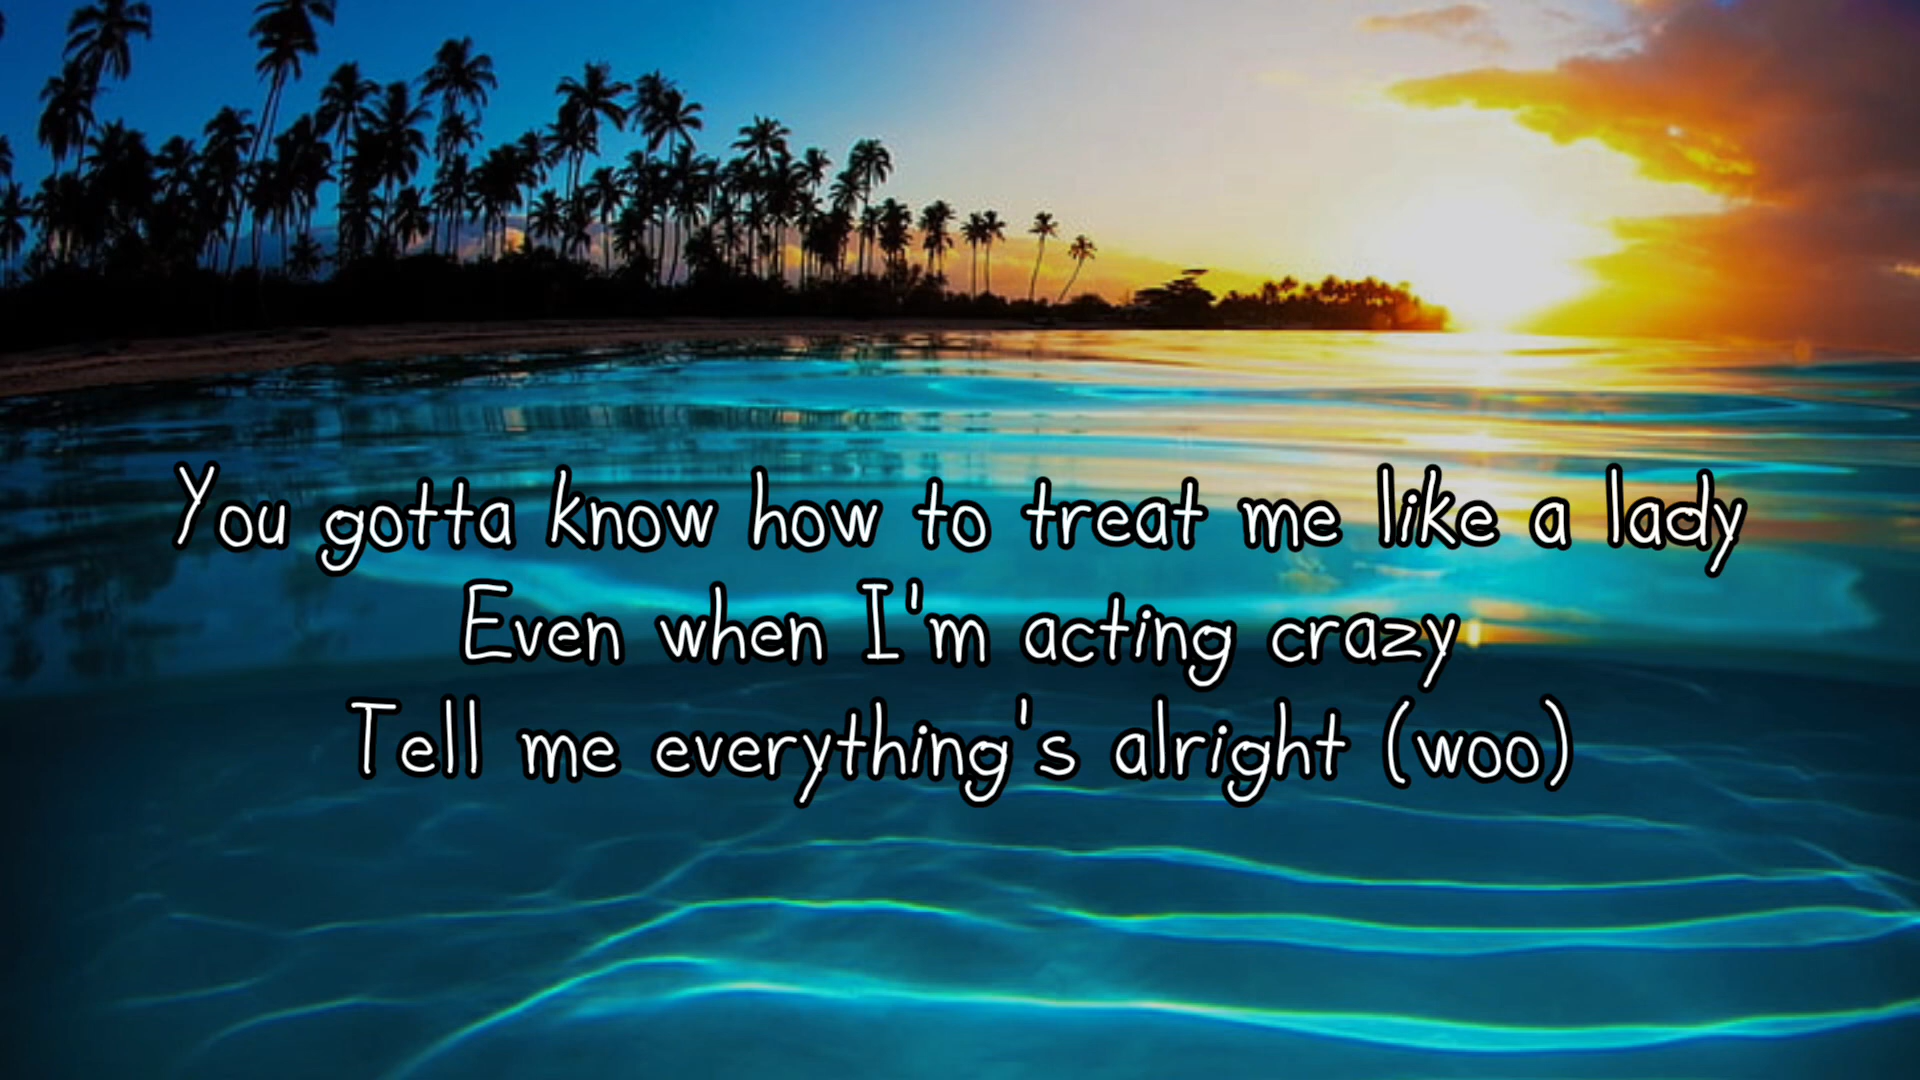 You gotta know how to treat me like a lady
Even when I'm acting crazy
Tell me everything's alright (woo)